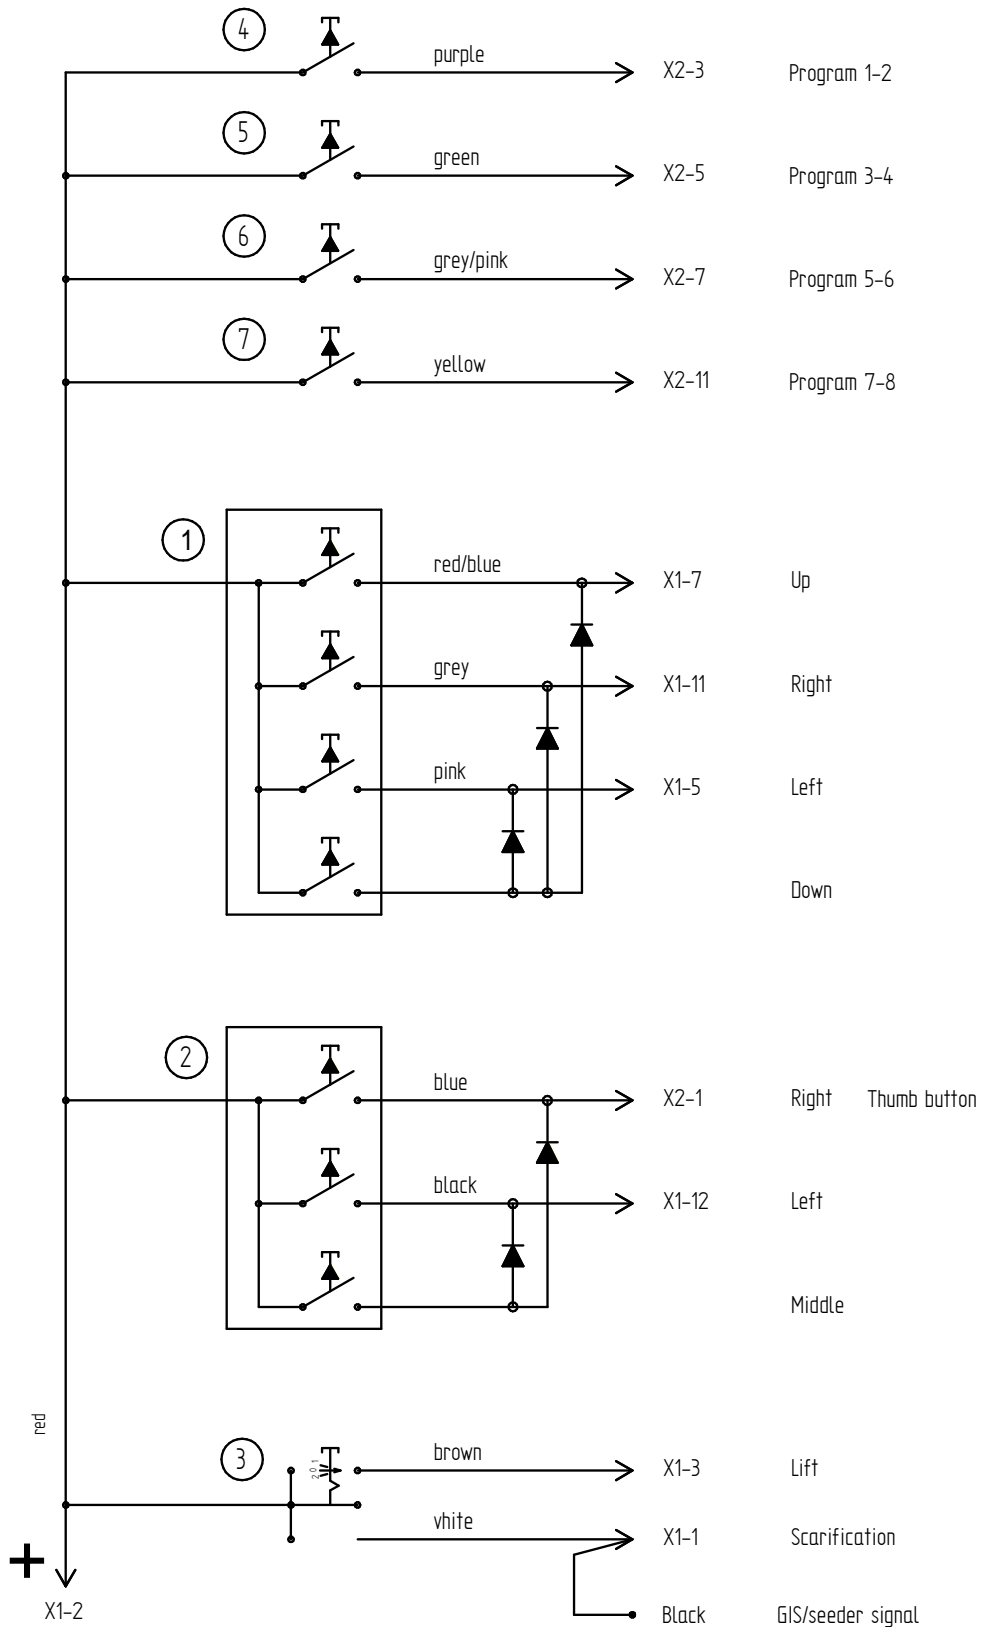 4
purple X2-3 Program 1-2
5
green X2-5 Program 3-4
6
grey/pink X2-7 Program 5-6
7
yellow X2-11 Program 7-8
1
red/blue X1-7 Up
grey X1-11 Right
pink X1-5 Left
Down
2
blue X2-1 Right Thumb button
black X1-12 Left
Middle
red
3
2 0 1
brown X1-3 Lift
vhite X1-1 Scarification
+
X1-2
Black GIS/seeder signal